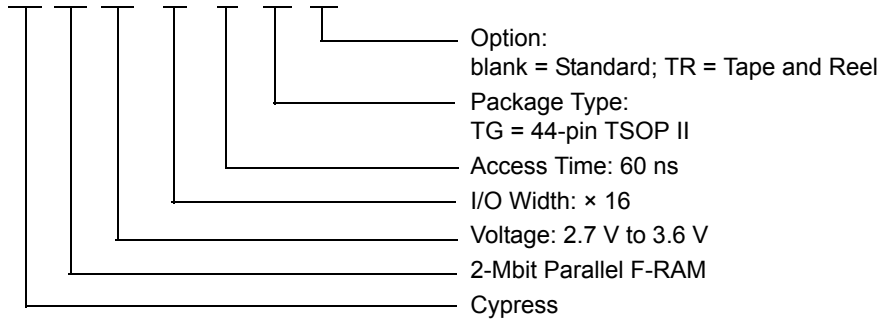 Option:
blank = Standard; TR = Tape and Reel
Package Type:
TG = 44-pin TSOP II
Access Time: 60 ns
I/O Width: × 16
Voltage: 2.7 V to 3.6 V
2-Mbit Parallel F-RAM
Cypress